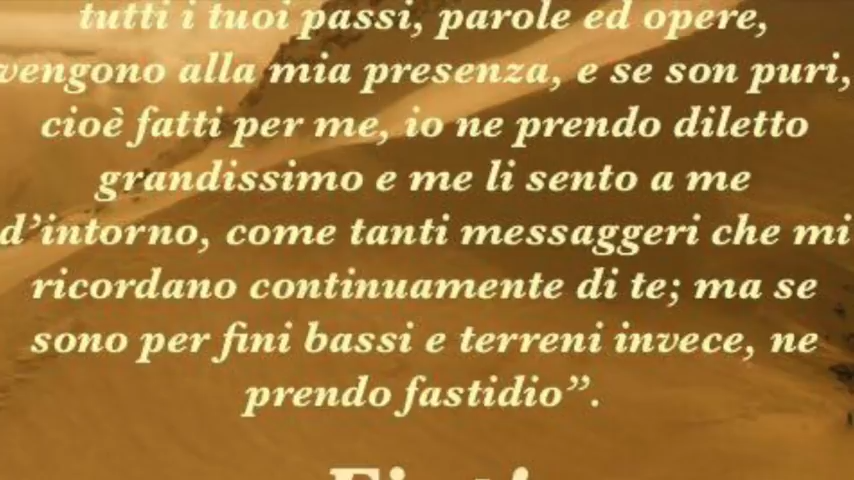 tutti i tuoi passi, parole ed opere,
vengono alla mia presenza, e se son puri,
cioè fatti per me, io ne prendo diletto
grandissimo e me li sento a me
d’intorno, come tanti messaggeri che mi
ricordano continuamente di te; ma se
sono per fini bassi e terreni invece, ne
prendo fastidio”.